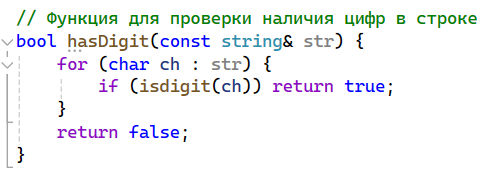 // Функция для проверки наличия цифр в строке
bool hasDigit(const string& str) {
    for (char ch : str) {
        if (isdigit(ch)) return true;
    }
    return false;
}